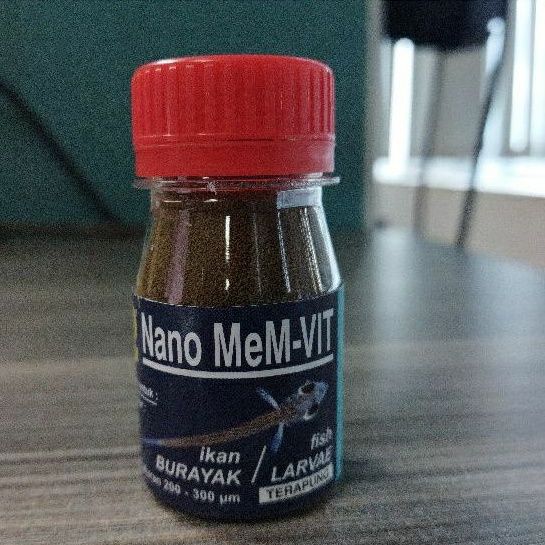 Nano MeM-VIT
ikan BURAYAK / fish LARVAE
200 - 300 µm
TERAPUNG